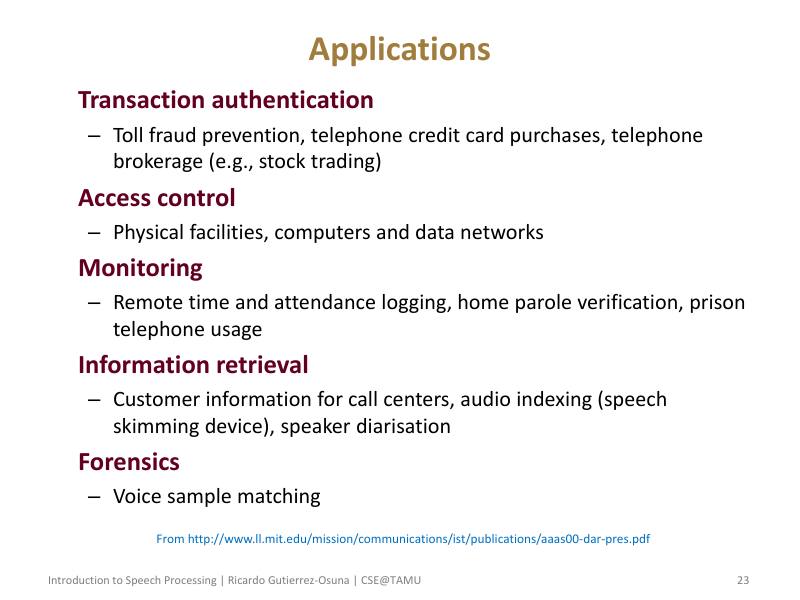 Applications
Transaction authentication
– Toll fraud prevention, telephone credit card purchases, telephone
brokerage (e.g., stock trading)
Access control
– Physical facilities, computers and data networks
Monitoring
– Remote time and attendance logging, home parole verification, prison
telephone usage
Information retrieval
– Customer information for call centers, audio indexing (speech
skimming device), speaker diarisation
Forensics
– Voice sample matching
From http://www.ll.mit.edu/mission/communications/ist/publications/aaas00-dar-pres.pdf
Introduction to Speech Processing | Ricardo Gutierrez-Osuna | CSE@TAMU 23